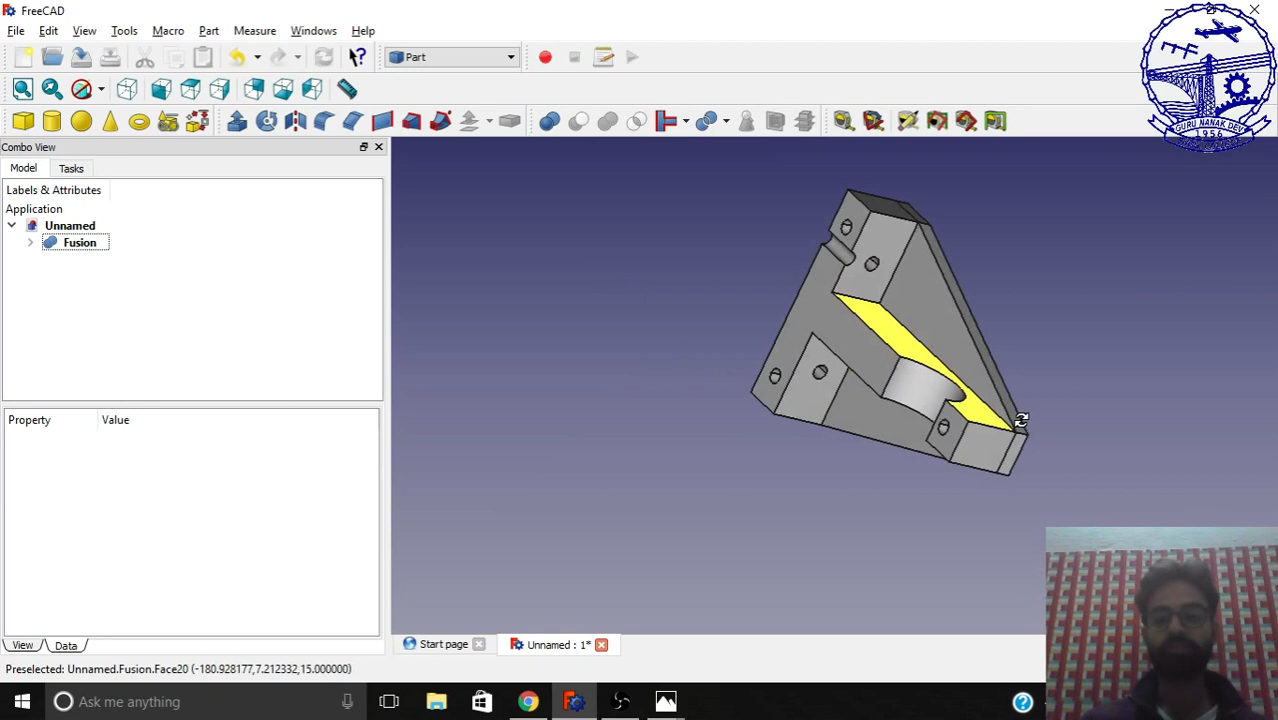 FreeCAD
File Edit View Tools Macro Part Measure Windows Help
Part
Combo View
Model Tasks
Labels & Attributes
Application
Unnamed
Fusion
Property Value
View Data
Start page Unnamed : 1*
Preselected: Unnamed.Fusion.Face20 (-180.928177,7.212332,15.000000)
Ask me anything
GURU NANAK DEV
1956